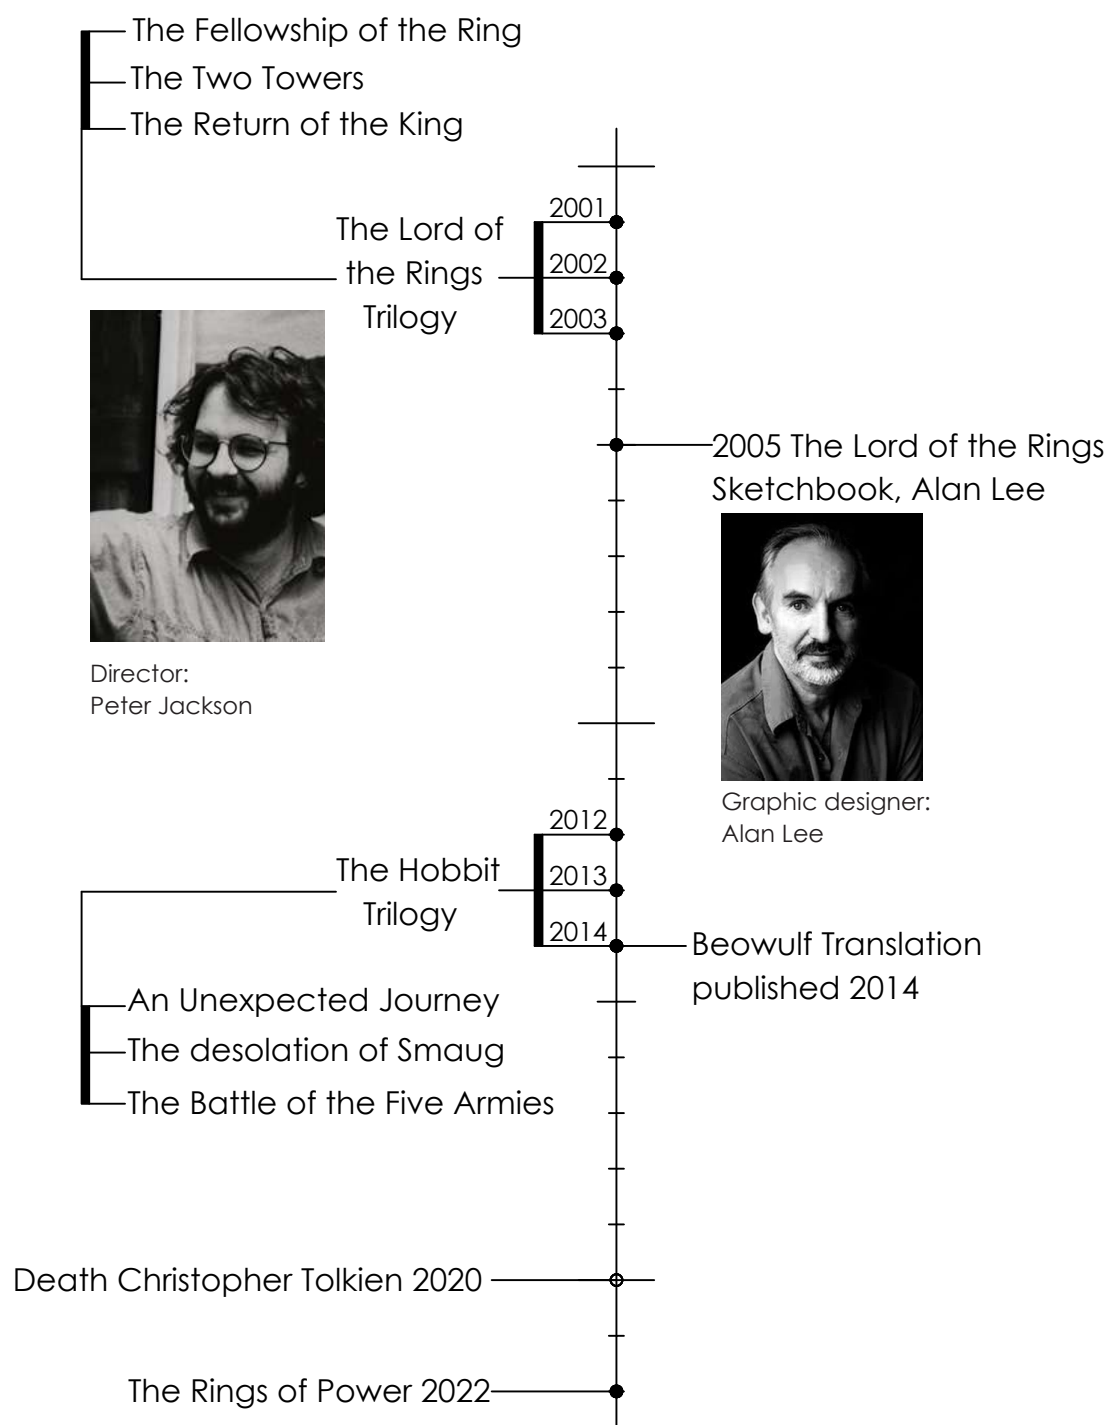 The Fellowship of the Ring
The Two Towers
The Return of the King
2001
The Lord of
the Rings
Trilogy
2002
2003
2005 The Lord of the Rings
Sketchbook, Alan Lee
Director:
Peter Jackson
Graphic designer:
Alan Lee
2012
The Hobbit
Trilogy
2013
2014
Beowulf Translation
published 2014
An Unexpected Journey
The desolation of Smaug
The Battle of the Five Armies
Death Christopher Tolkien 2020
The Rings of Power 2022